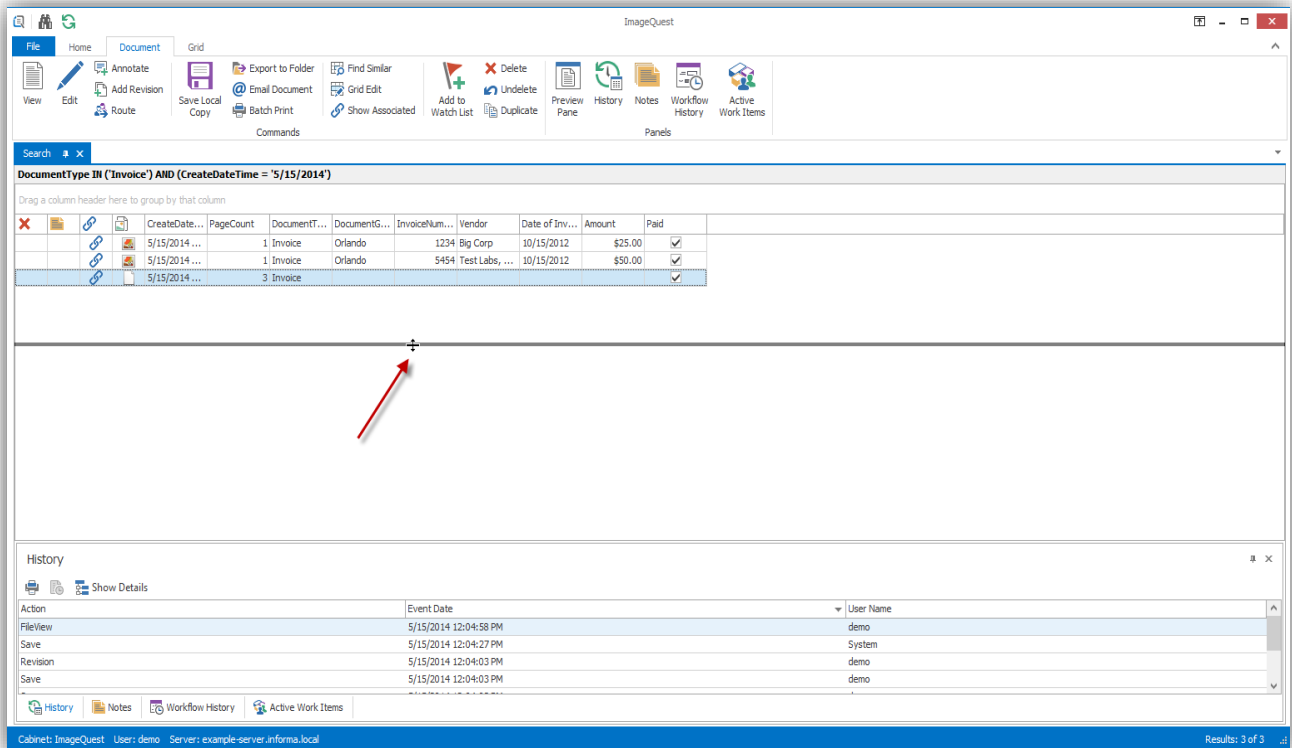 ImageQuest
File Home Document Grid
View
Edit
Annotate
Add Revision
Route
Save Local
Copy
Export to Folder
Email Document
Batch Print
Find Similar
Grid Edit
Show Associated
Commands
Add to
Watch List
Delete
Undelete
Duplicate
Preview
Pane
History
Notes
Workflow
History
Active
Work Items
Panels
Search
DocumentType IN ('Invoice') AND (CreateDateTime = '5/15/2014')
Drag a column header here to group by that column
CreateDate... PageCount DocumentT... DocumentG... InvoiceNum... Vendor Date of Inv... Amount Paid
5/15/2014 ... 1 Invoice Orlando 1234 Big Corp 10/15/2012 $25.00
5/15/2014 ... 1 Invoice Orlando 5454 Test Labs, ... 10/15/2012 $50.00
5/15/2014 ... 3 Invoice
History
Show Details
Action Event Date User Name
FileView 5/15/2014 12:04:58 PM demo
Save 5/15/2014 12:04:27 PM System
Revision 5/15/2014 12:04:03 PM demo
Save 5/15/2014 12:04:03 PM demo
History Notes Workflow History Active Work Items
Cabinet: ImageQuest User: demo Server: example-server.informa.local Results: 3 of 3